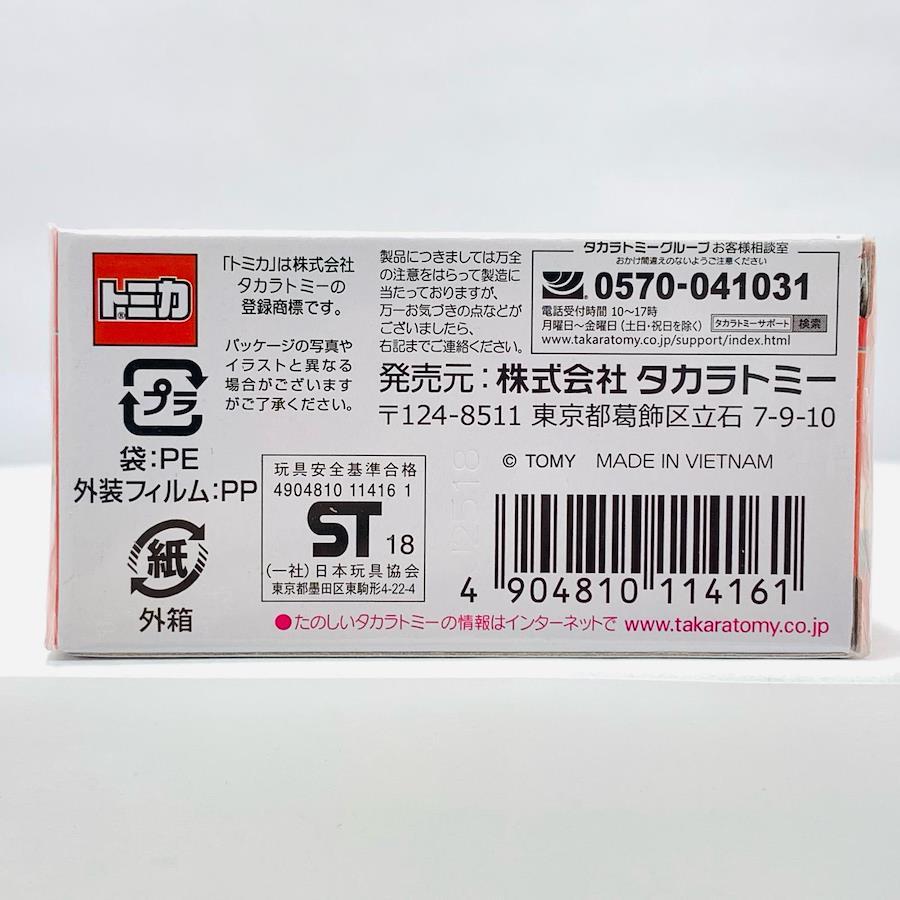 トミカ
®
「トミカ」は株式会社
タカラトミーの
登録商標です。
パッケージの写真や
イラストと異なる
場合がございます
がご了承ください。
製品につきましては万全
の注意をはらって製造に
当たっておりますが、
万一お気づきの点などが
ございましたら、
右記までご連絡ください。
タカラトミーグループ お客様相談室
おかけ間違えのないようご注意ください
0570-041031
電話受付時間 10〜17時
月曜日〜金曜日(土日・祝日を除く) タカラトミーサポート 検索
www.takaratomy.co.jp/support/index.html
発売元:株式会社 タカラトミー
〒124-8511 東京都葛飾区立石 7-9-10
プラ
袋:PE
外装フィルム:PP
紙
外箱
玩具安全基準合格
4904810 11416 1
ST 18
(一社)日本玩具協会
東京都墨田区東駒形4-22-4
© TOMY MADE IN VIETNAM
4 904810 114161
●たのしいタカラトミーの情報はインターネットで www.takaratomy.co.jp